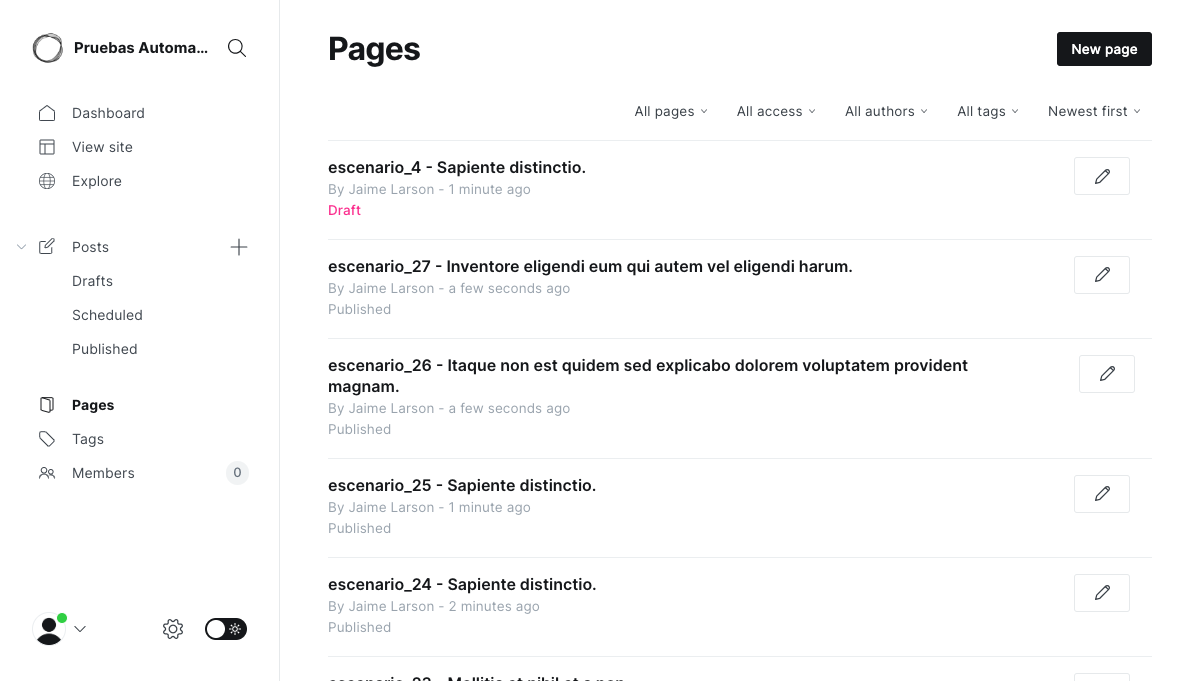 Pruebas Automa...
Dashboard
View site
Explore
Posts
Drafts
Scheduled
Published
Pages
Tags
Members 0
Pages
New page
All pages All access All authors All tags Newest first
escenario_4 - Sapiente distinctio.
By Jaime Larson - 1 minute ago
Draft
escenario_27 - Inventore eligendi eum qui autem vel eligendi harum.
By Jaime Larson - a few seconds ago
Published
escenario_26 - Itaque non est quidem sed explicabo dolorem voluptatem provident
magnam.
By Jaime Larson - a few seconds ago
Published
escenario_25 - Sapiente distinctio.
By Jaime Larson - 1 minute ago
Published
escenario_24 - Sapiente distinctio.
By Jaime Larson - 2 minutes ago
Published